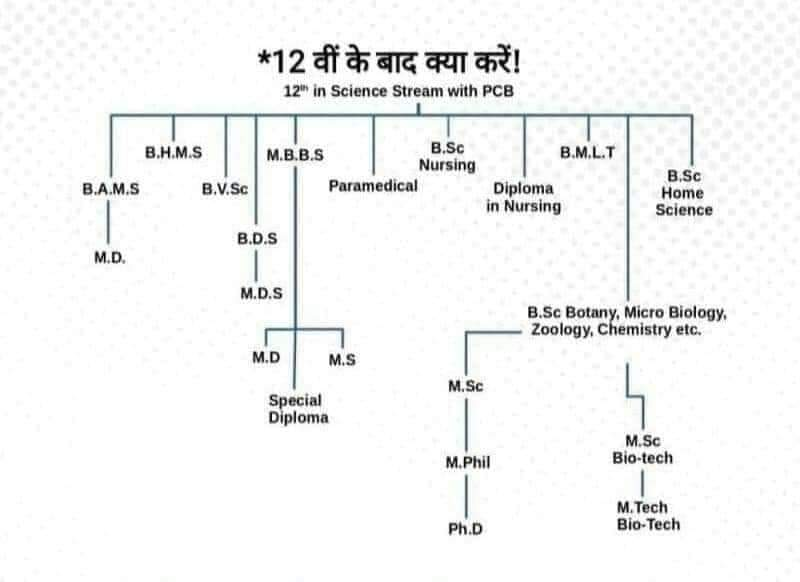 *12 वीं के बाद क्या करें!
12th in Science Stream with PCB
B.A.M.S
M.D.
B.H.M.S
B.V.Sc
B.D.S
M.D.S
M.B.B.S
M.D
M.S
Special
Diploma
Paramedical
B.Sc
Nursing
Diploma
in Nursing
B.M.L.T
B.Sc Botany, Micro Biology,
Zoology, Chemistry etc.
M.Sc
M.Phil
Ph.D
M.Sc
Bio-tech
M.Tech
Bio-Tech
B.Sc
Home
Science